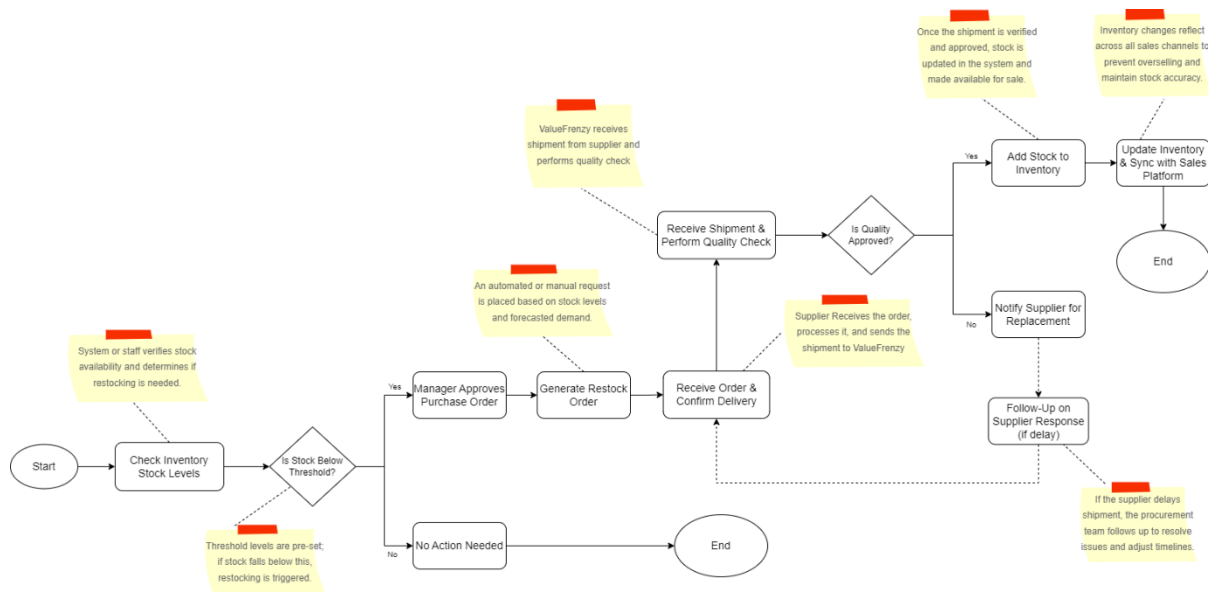 Once the shipment is verified
and approved, stock is
updated in the system and
made available for sale.
Inventory changes reflect
across all sales channels to
prevent overselling and
maintain stock accuracy.
ValueFrenzy receives
shipment from supplier and
performs quality check
Yes
Add Stock to
Inventory
Update Inventory
& Sync with Sales
Platform
Receive Shipment &
Perform Quality Check
Is Quality
Approved?
End
An automated or manual request
is placed based on stock levels
and forecasted demand.
Supplier Receives the order,
processes it, and sends the
shipment to ValueFrenzy
No
Notify Supplier for
Replacement
System or staff verifies stock
availability and determines if
restocking is needed.
Yes
Manager Approves
Purchase Order
Generate Restock
Order
Receive Order &
Confirm Delivery
Follow-Up on
Supplier Response
(if delay)
Start
Check Inventory
Stock Levels
Is Stock Below
Threshold?
If the supplier delays
shipment, the procurement
team follows up to resolve
issues and adjust timelines.
Threshold levels are pre-set;
if stock falls below this,
restocking is triggered.
No
No Action Needed
End